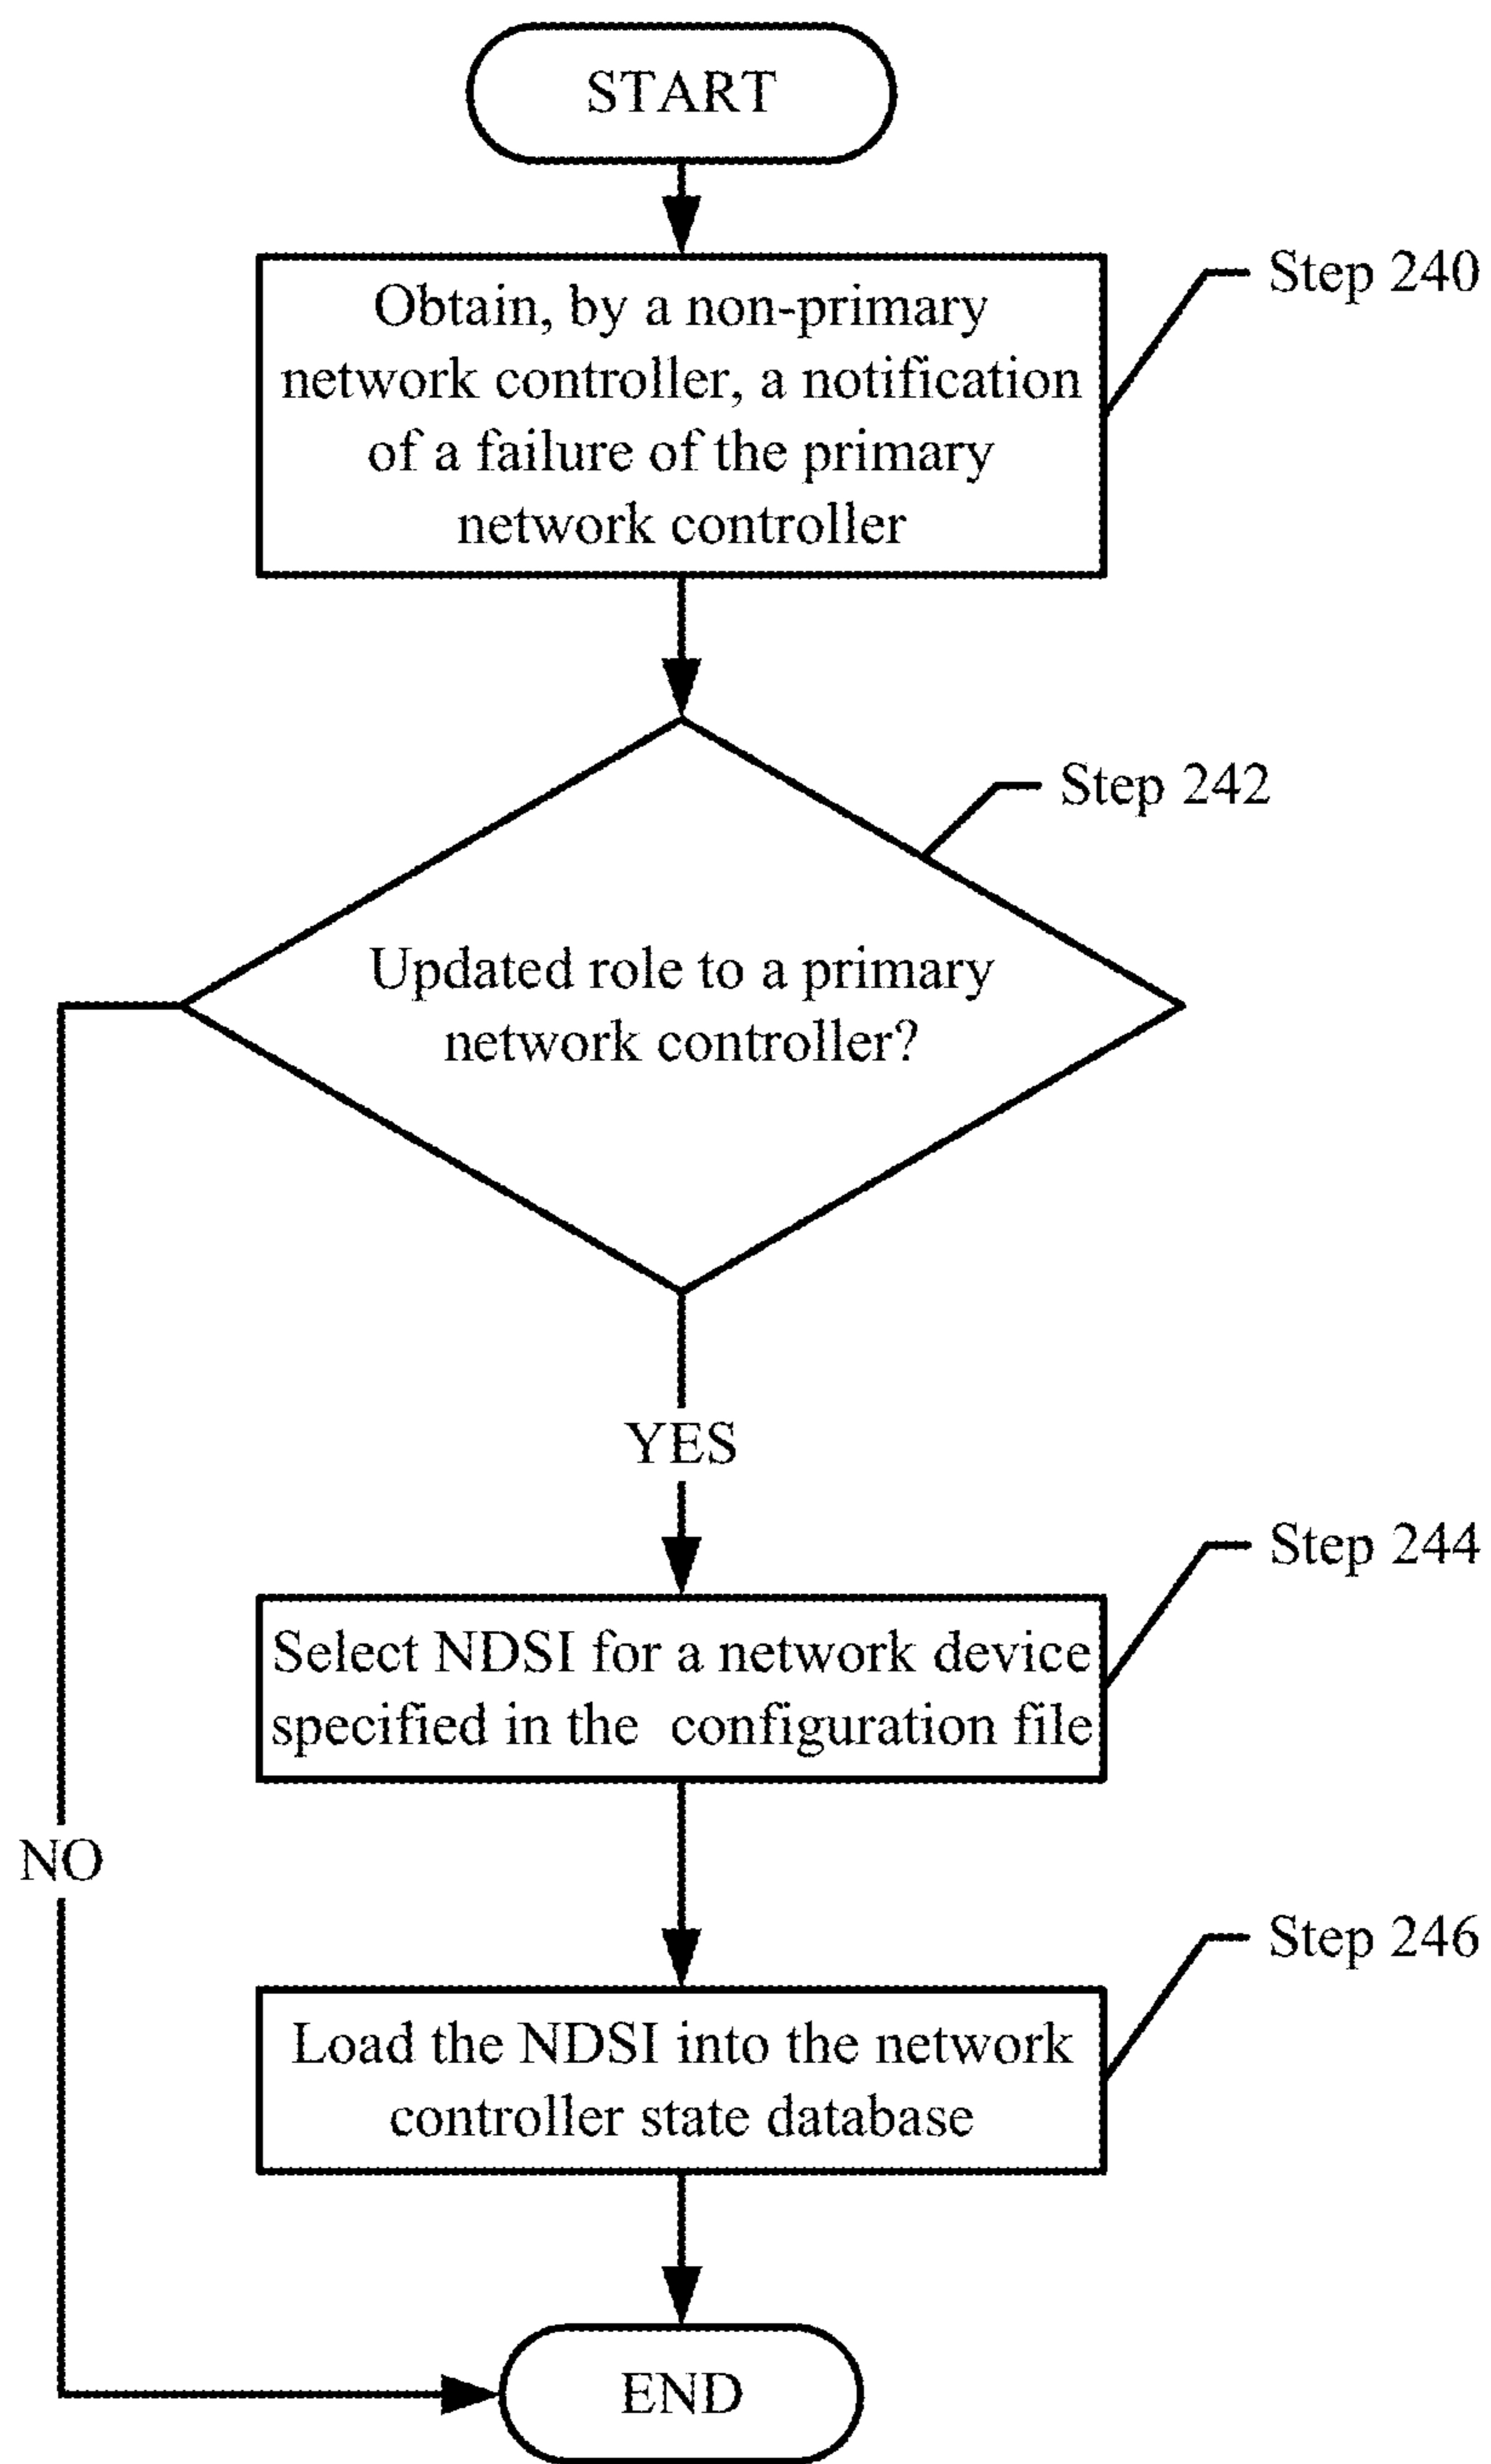 START
Step 240
Obtain, by a non-primary
network controller, a notification
of a failure of the primary
network controller
Step 242
Updated role to a primary
network controller?
YES
Step 244
Select NDSI for a network device
specified in the configuration file
NO
Step 246
Load the NDSI into the network
controller state database
END